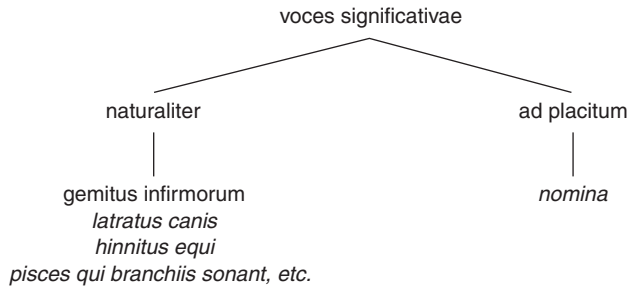 voces significativae
naturaliter
ad placitum
gemitus infirmorum
nomina
latratus canis
hinnitus equi
pisces qui branchiis sonant, etc.